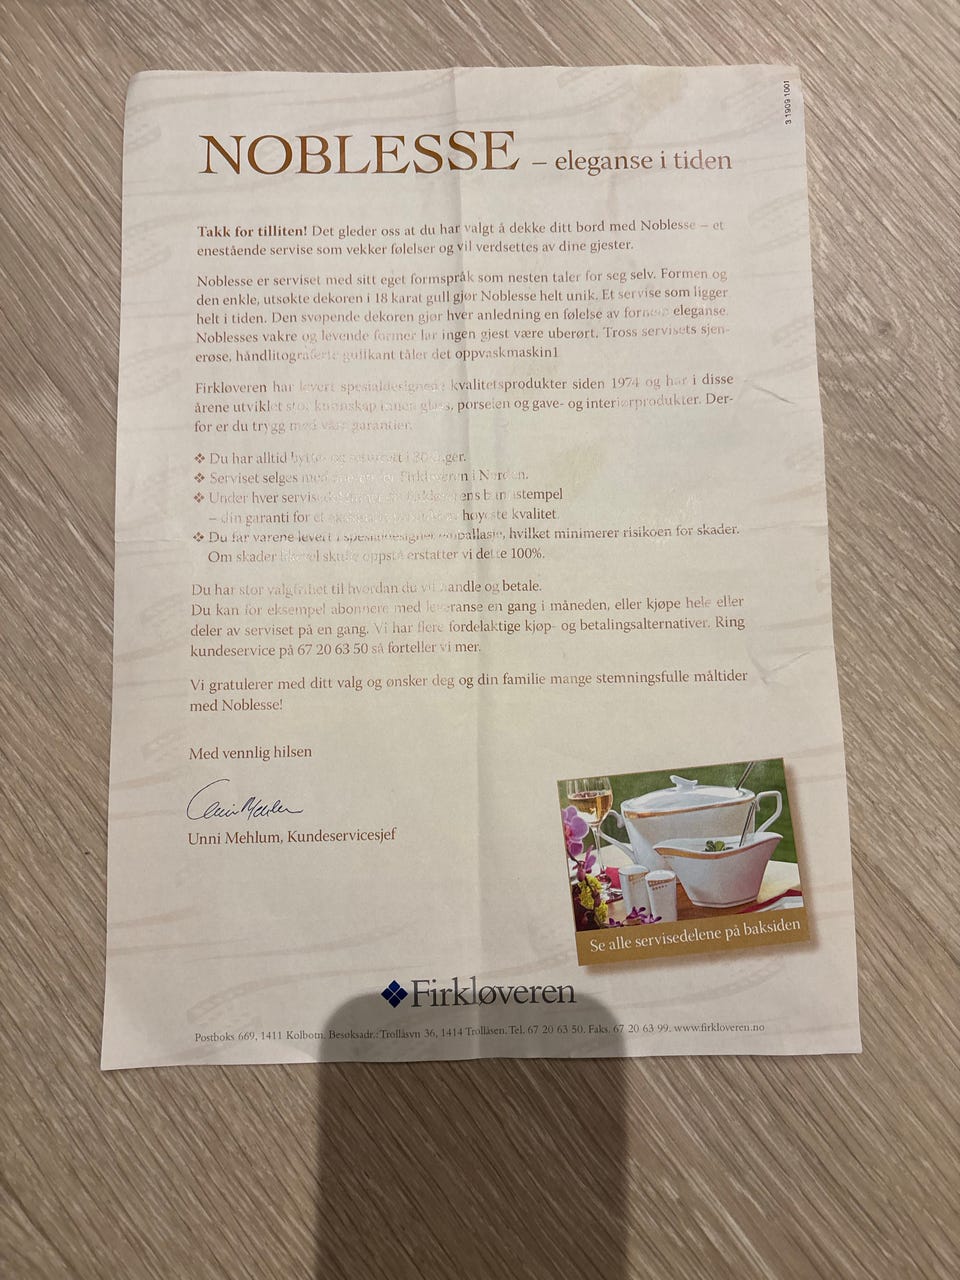 3 1909 1001
NOBLESSE – eleganse i tiden
Takk for tilliten! Det gleder oss at du har valgt å dekke ditt bord med Noblesse – et
enestående servise som vekker følelser og vil verdsettes av dine gjester.
Noblesse er serviset med sitt eget formspråk som nesten taler for seg selv. Formen og
den enkle, utsøkte dekoren i 18 karat gull gjør Noblesse helt unik. Et servise som ligger
helt i tiden. Den svøpende dekoren gjør hver anledning en følelse av fornem eleganse.
Noblesses vakre og levende former lar ingen gjest være uberørt. Tross servisets sjen-
erøse, håndlitograferte gullkant tåler det oppvaskmaskin!
Firkløveren har levert spesialdesignede kvalitetsprodukter siden 1974 og har i disse
årene utviklet stor kunnskap innen glass, porselen og gave- og interiørprodukter. Der-
for er du trygg med våre garantier.
❖ Du har alltid bytte- og returrett i 30 dager.
❖ Serviset selges Firkløveren i Norden.
❖ Under hver stempel
– din garanti for høyeste kvalitet.
❖ Du får varene levert i spesialdesignet emballasje, hvilket minimerer risikoen for skader.
Om skader likevel skulle oppstå erstatter vi dette 100%.
Du har stor valgfrihet til hvordan du vil handle og betale.
Du kan for eksempel abonnere med leveranse en gang i måneden, eller kjøpe hele eller
deler av serviset på en gang. Vi har flere fordelaktige kjøp- og betalingsalternativer. Ring
kundeservice på 67 20 63 50 så forteller vi mer.
Vi gratulerer med ditt valg og ønsker deg og din familie mange stemningsfulle måltider
med Noblesse!
Med vennlig hilsen
Unni Mehlum
Unni Mehlum, Kundeservicesjef
Se alle servisedelene på baksiden
Firkløveren
Postboks 669, 1411 Kolbotn. Besøksadr.: Trollåsvn 36, 1414 Trollåsen. Tel. 67 20 63 50. Faks. 67 20 63 99. www.firkloveren.no